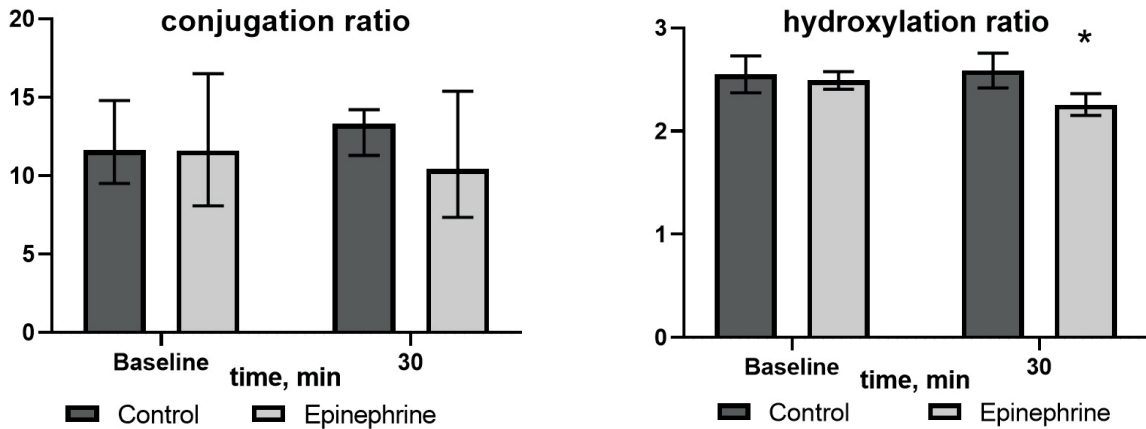 conjugation ratio
20
15
10
5
0
Baseline
30
time, min
Control
Epinephrine
hydroxylation ratio
*
3
2
1
0
Baseline
30
time, min
Control
Epinephrine